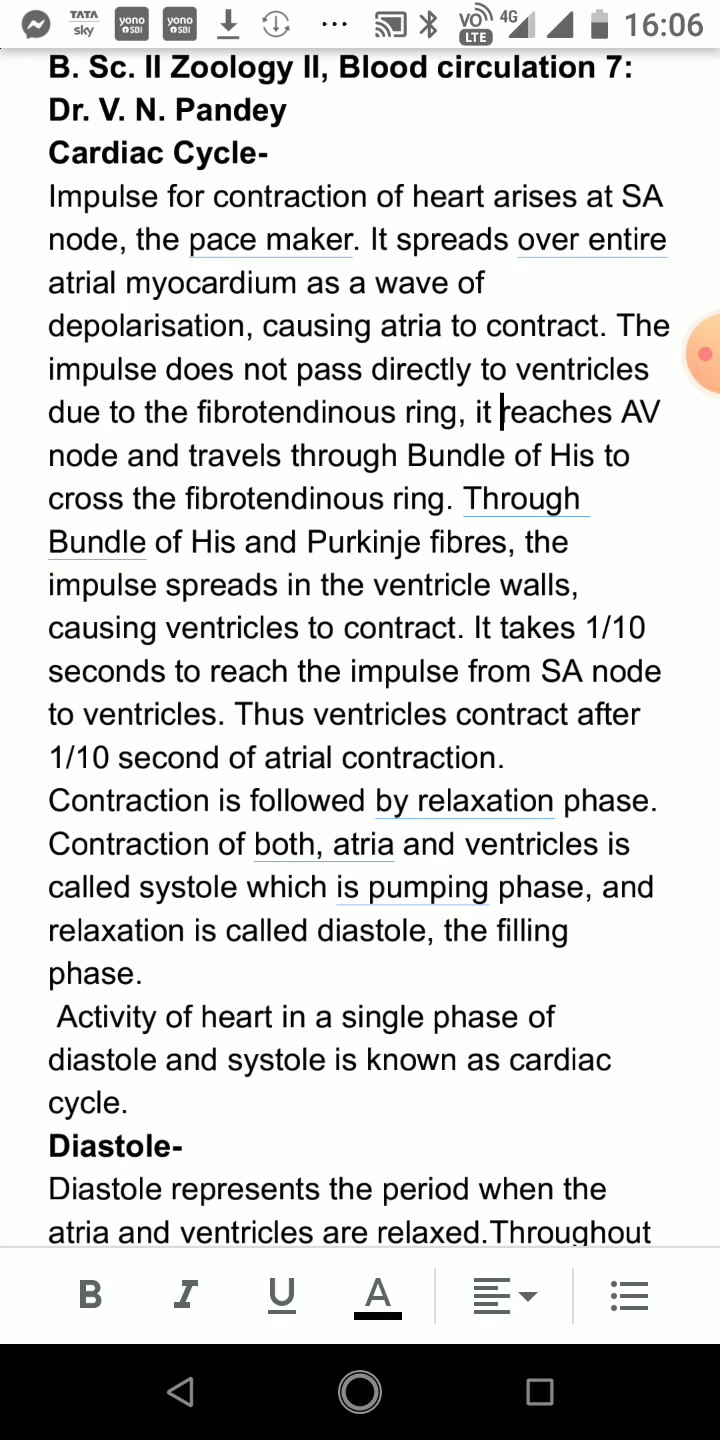 TATA
sky
yono
SBI
yono
SBI
VO
LTE
4G
16:06
B. Sc. II Zoology II, Blood circulation 7:
Dr. V. N. Pandey
Cardiac Cycle-
Impulse for contraction of heart arises at SA
node, the pace maker. It spreads over entire
atrial myocardium as a wave of
depolarisation, causing atria to contract. The
impulse does not pass directly to ventricles
due to the fibrotendinous ring, it reaches AV
node and travels through Bundle of His to
cross the fibrotendinous ring. Through
Bundle of His and Purkinje fibres, the
impulse spreads in the ventricle walls,
causing ventricles to contract. It takes 1/10
seconds to reach the impulse from SA node
to ventricles. Thus ventricles contract after
1/10 second of atrial contraction.
Contraction is followed by relaxation phase.
Contraction of both, atria and ventricles is
called systole which is pumping phase, and
relaxation is called diastole, the filling
phase.
Activity of heart in a single phase of
diastole and systole is known as cardiac
cycle.
Diastole-
Diastole represents the period when the
atria and ventricles are relaxed.Throughout
B I U A